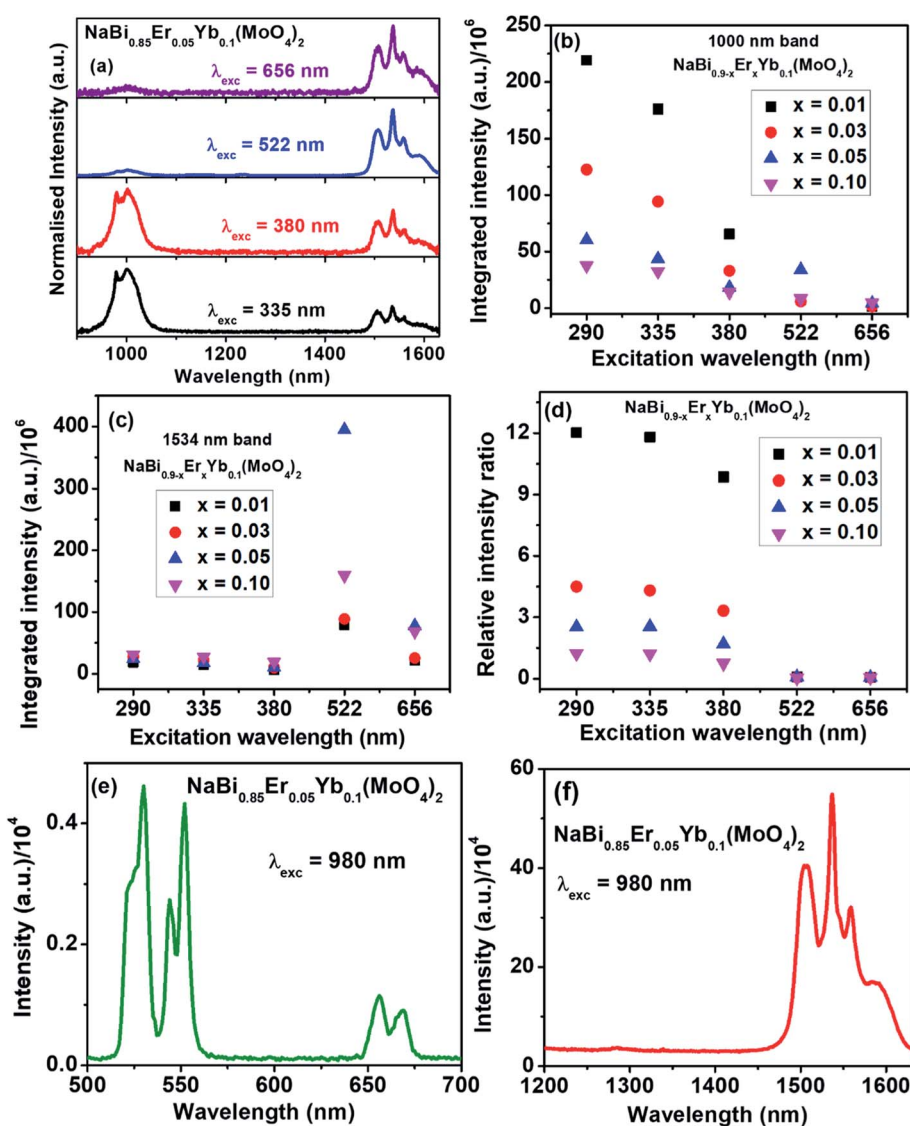 NaBi0.85Er0.05Yb0.1(MoO4)2
(a)
λexc = 656 nm
λexc = 522 nm
λexc = 380 nm
λexc = 335 nm
Normalised Intensity (a.u.)
1000 1200 1400 1600
Wavelength (nm)
(b)
1000 nm band
NaBi0.9-xErxYb0.1(MoO4)2
x = 0.01
x = 0.03
x = 0.05
x = 0.10
Integrated intensity (a.u.)/10^6
250
200
150
100
50
0
290 335 380 522 656
Excitation wavelength (nm)
(c)
1534 nm band
NaBi0.9-xErxYb0.1(MoO4)2
x = 0.01
x = 0.03
x = 0.05
x = 0.10
Integrated intensity (a.u.)/10^6
400
300
200
100
0
290 335 380 522 656
Excitation wavelength (nm)
(d)
NaBi0.9-xErxYb0.1(MoO4)2
x = 0.01
x = 0.03
x = 0.05
x = 0.10
Relative intensity ratio
12
9
6
3
0
290 335 380 522 656
Excitation wavelength (nm)
(e)
NaBi0.85Er0.05Yb0.1(MoO4)2
λexc = 980 nm
Intensity (a.u.)/10^4
0.4
0.2
0.0
500 550 600 650 700
Wavelength (nm)
(f)
NaBi0.85Er0.05Yb0.1(MoO4)2
λexc = 980 nm
Intensity (a.u.)/10^4
60
40
20
0
1200 1300 1400 1500 1600
Wavelength (nm)